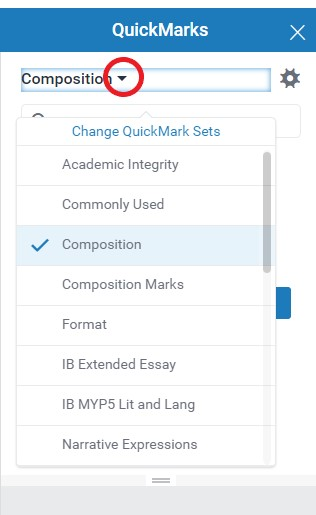 QuickMarks
Composition
Change QuickMark Sets
Academic Integrity
Commonly Used
Composition
Composition Marks
Format
IB Extended Essay
IB MYP5 Lit and Lang
Narrative Expressions